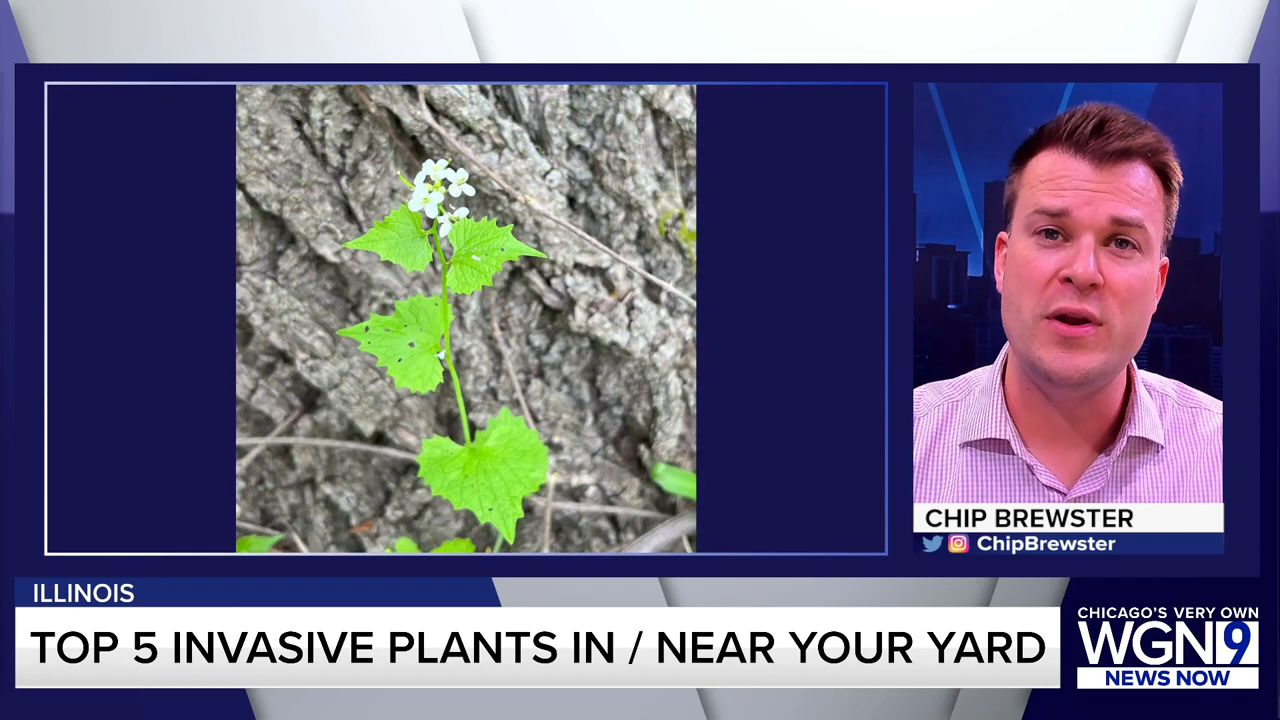 CHIP BREWSTER
ChipBrewster
ILLINOIS
TOP 5 INVASIVE PLANTS IN / NEAR YOUR YARD
CHICAGO'S VERY OWN
WGN9
NEWS NOW